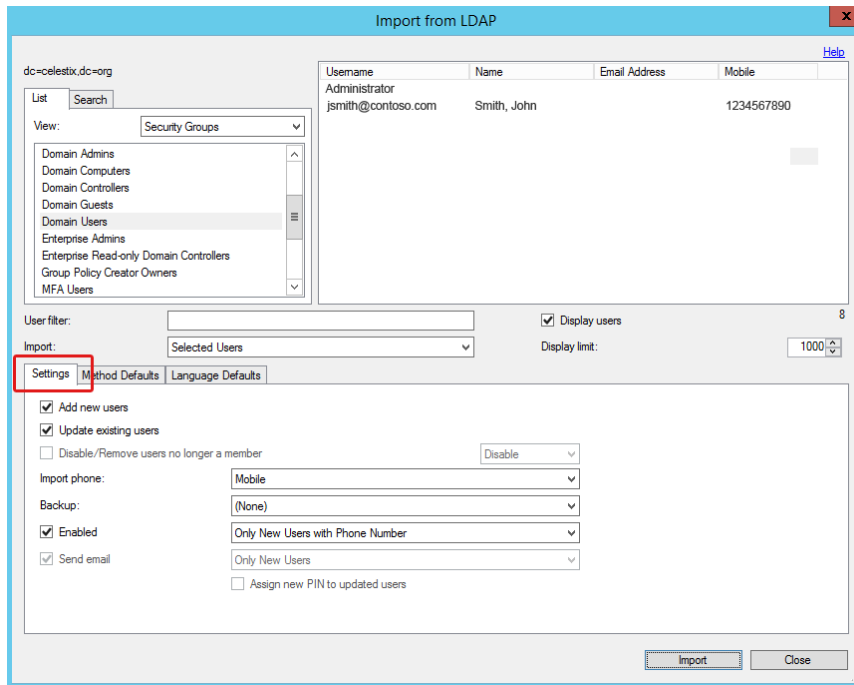 Import from LDAP
x
Help
dc=celestix,dc=org
List Search
View: Security Groups
Domain Admins
Domain Computers
Domain Controllers
Domain Guests
Domain Users
Enterprise Admins
Enterprise Read-only Domain Controllers
Group Policy Creator Owners
MFA Users
Username Name Email Address Mobile
Administrator
jsmith@contoso.com Smith, John 1234567890
User filter: Display users 8
Import: Selected Users Display limit: 1000
Settings Method Defaults Language Defaults
Add new users
Update existing users
Disable/Remove users no longer a member Disable
Import phone: Mobile
Backup: (None)
Enabled Only New Users with Phone Number
Send email Only New Users
Assign new PIN to updated users
Import Close